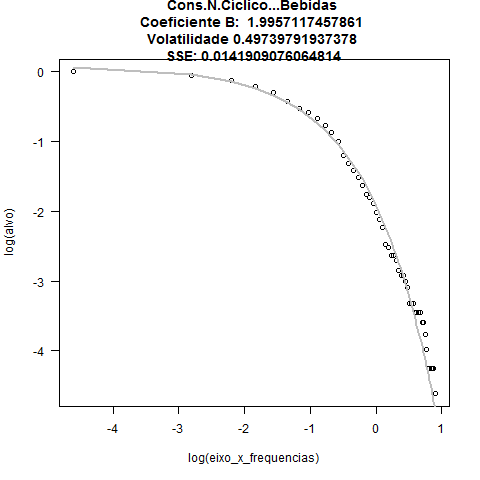 Cons.N.Ciclico...Bebidas
Coeficiente B:  1.9957117457861
Volatilidade 0.49739791937378
SSE: 0.0141909076064814
0
-1
-2
-3
-4
log(alvo)
-4 -3 -2 -1 0 1
log(eixo_x_frequencias)